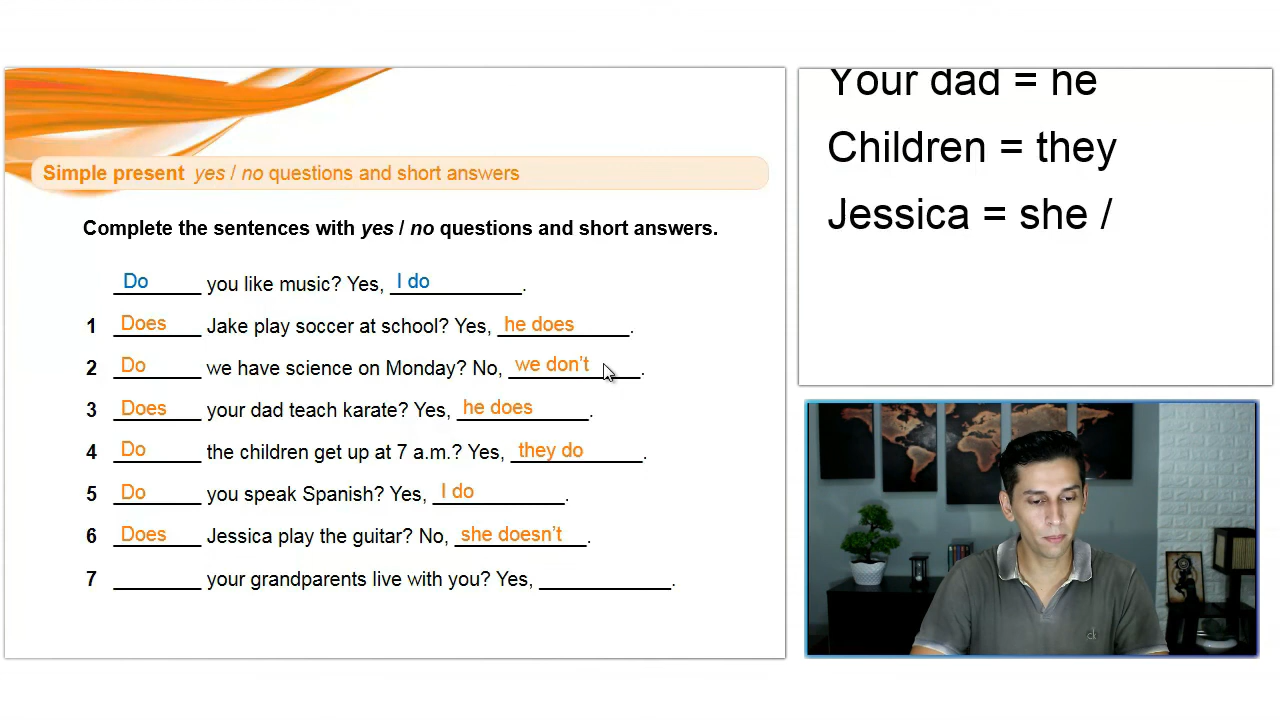 Simple present yes / no questions and short answers
Complete the sentences with yes / no questions and short answers.
Do you like music? Yes, I do.
1 Does Jake play soccer at school? Yes, he does.
2 Do we have science on Monday? No, we don't.
3 Does your dad teach karate? Yes, he does.
4 Do the children get up at 7 a.m.? Yes, they do.
5 Do you speak Spanish? Yes, I do.
6 Does Jessica play the guitar? No, she doesn't.
7 ________ your grandparents live with you? Yes, ____________.
Your dad = he
Children = they
Jessica = she /
ck